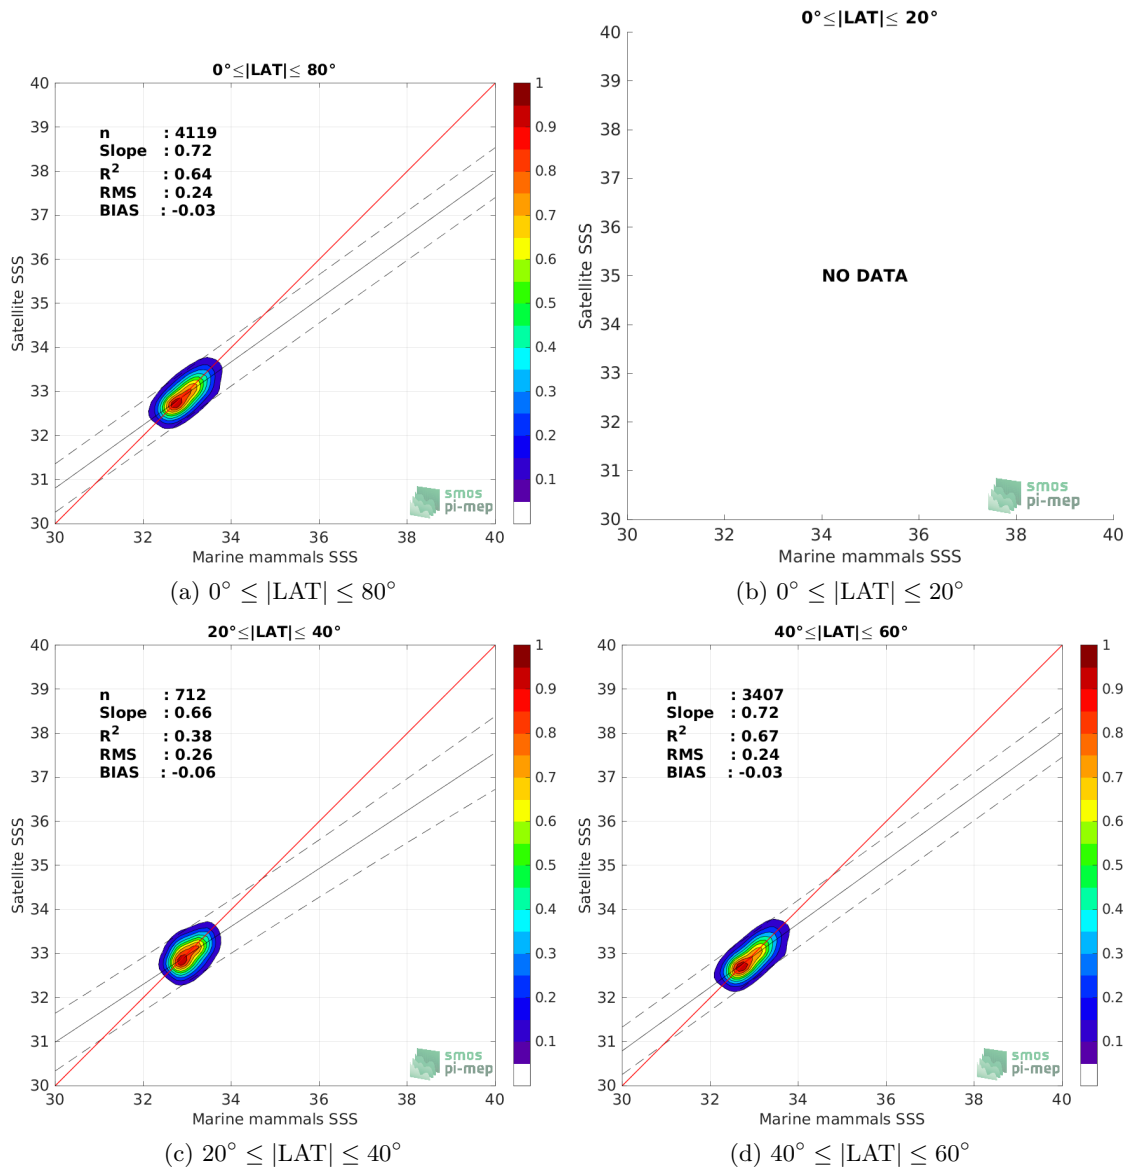 0°≤|LAT|≤ 80°
40
39
38
37
36
35
34
33
32
31
30
Satellite SSS
n : 4119
Slope : 0.72
R² : 0.64
RMS : 0.24
BIAS : -0.03
smos
pi-mep
30 32 34 36 38 40
Marine mammals SSS
1
0.9
0.8
0.7
0.6
0.5
0.4
0.3
0.2
0.1
(a) 0° ≤ |LAT| ≤ 80°
0°≤|LAT|≤ 20°
40
39
38
37
36
35
34
33
32
31
30
Satellite SSS
NO DATA
smos
pi-mep
30 32 34 36 38 40
Marine mammals SSS
(b) 0° ≤ |LAT| ≤ 20°
20°≤|LAT|≤ 40°
40
39
38
37
36
35
34
33
32
31
30
Satellite SSS
n : 712
Slope : 0.66
R² : 0.38
RMS : 0.26
BIAS : -0.06
smos
pi-mep
30 32 34 36 38 40
Marine mammals SSS
1
0.9
0.8
0.7
0.6
0.5
0.4
0.3
0.2
0.1
(c) 20° ≤ |LAT| ≤ 40°
40°≤|LAT|≤ 60°
40
39
38
37
36
35
34
33
32
31
30
Satellite SSS
n : 3407
Slope : 0.72
R² : 0.67
RMS : 0.24
BIAS : -0.03
smos
pi-mep
30 32 34 36 38 40
Marine mammals SSS
1
0.9
0.8
0.7
0.6
0.5
0.4
0.3
0.2
0.1
(d) 40° ≤ |LAT| ≤ 60°